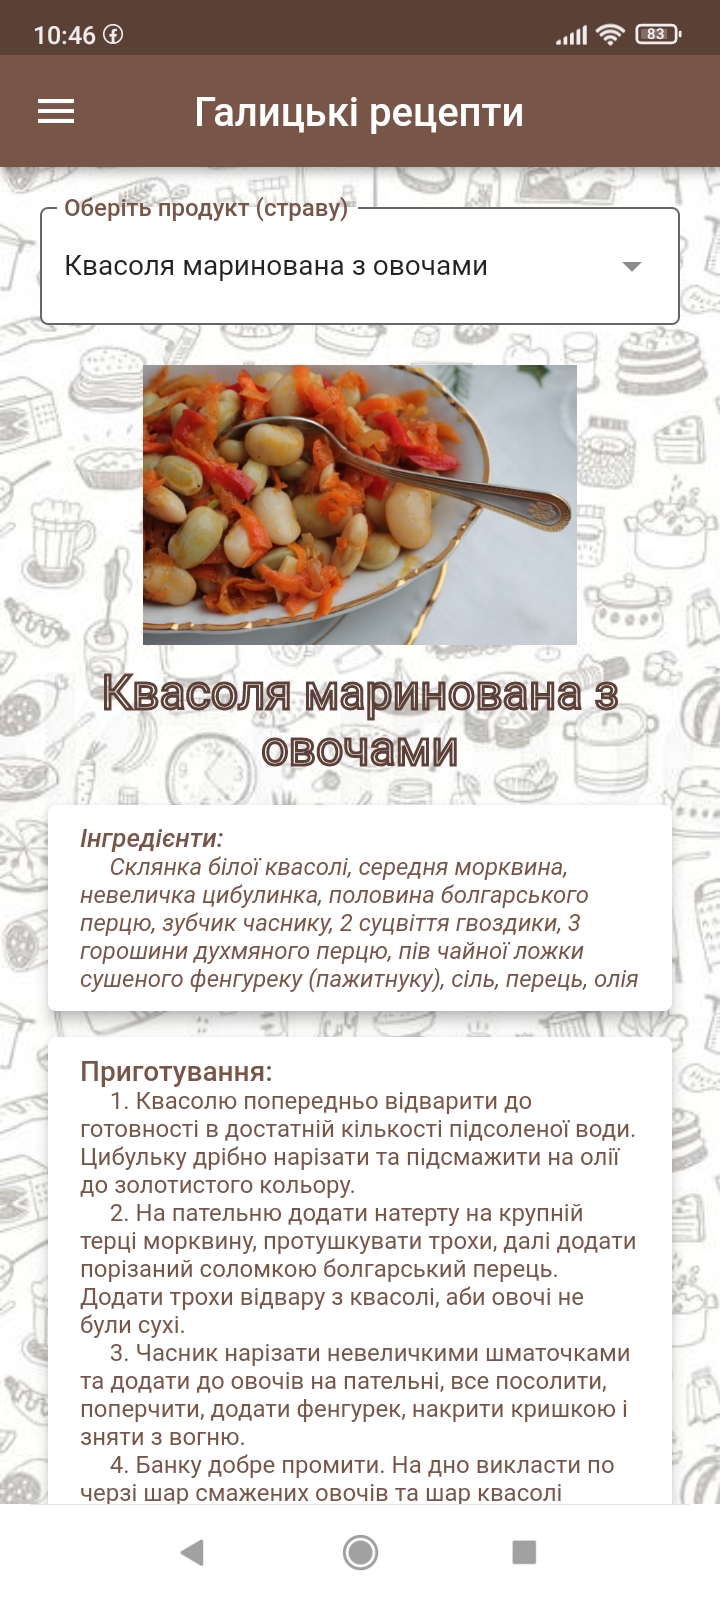 10:46
83
Галицькі рецепти
Оберіть продукт (страву)
Квасоля маринована з овочами
Квасоля маринована з
овочами
Інгредієнти:
Склянка білої квасолі, середня морквина,
невеличка цибулинка, половина болгарського
перцю, зубчик часнику, 2 суцвіття гвоздики, 3
горошини духмяного перцю, пів чайної ложки
сушеного фенгуреку (пажитнуку), сіль, перець, олія
Приготування:
1. Квасолю попередньо відварити до
готовності в достатній кількості підсоленої води.
Цибульку дрібно нарізати та підсмажити на олії
до золотистого кольору.
2. На пательню додати натерту на крупній
терці морквину, протушкувати трохи, далі додати
порізаний соломкою болгарський перець.
Додати трохи відвару з квасолі, аби овочі не
були сухі.
3. Часник нарізати невеличкими шматочками
та додати до овочів на пательні, все посолити,
поперчити, додати фенгурек, накрити кришкою і
зняти з вогню.
4. Банку добре промити. На дно викласти по
черзі шар смажених овочів та шар квасолі